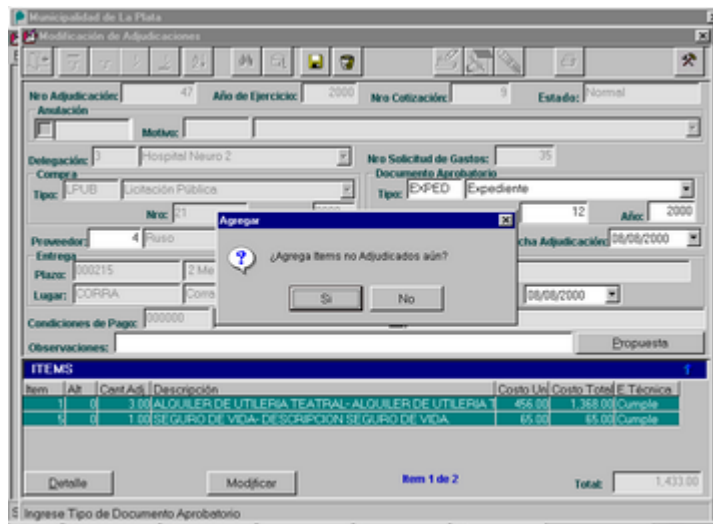 Municipalidad de La Plata
Modificación de Adjudicaciones
Nro Adjudicación: 47 Año de Ejercicio: 2000 Nro Cotización: 9 Estado: Normal
Anulación
Motivo:
Delegación: 3 Hospital Neuro 2 Nro Solicitud de Gastos: 35
Compra Documento Aprobatorio
Tipo: LPUB Licitación Pública Tipo: EXPED Expediente
Nro: 21 12 Año: 2000
Agregar
Proveedor: 4 Ruso cha Adjudicación: 08/08/2000
Entrega
¿Agrega Items no Adjudicados aún?
Plazo: 000215 2 Me
Si No
Lugar: CORRA Corra 08/08/2000
Condiciones de Pago: 000000
Observaciones: Propuesta
ITEMS
Item Alt Cant.Adj Descripción Costo Uni Costo Total E.Técnica
1 0 3.00 ALQUILER DE UTILERIA TEATRAL- ALQUILER DE UTILERIA T 456.00 1,368.00 Cumple
5 0 1.00 SEGURO DE VIDA- DESCRIPCION SEGURO DE VIDA 65.00 65.00 Cumple
Detalle Modificar Item 1 de 2 Total: 1,433.00
Ingrese Tipo de Documento Aprobatorio